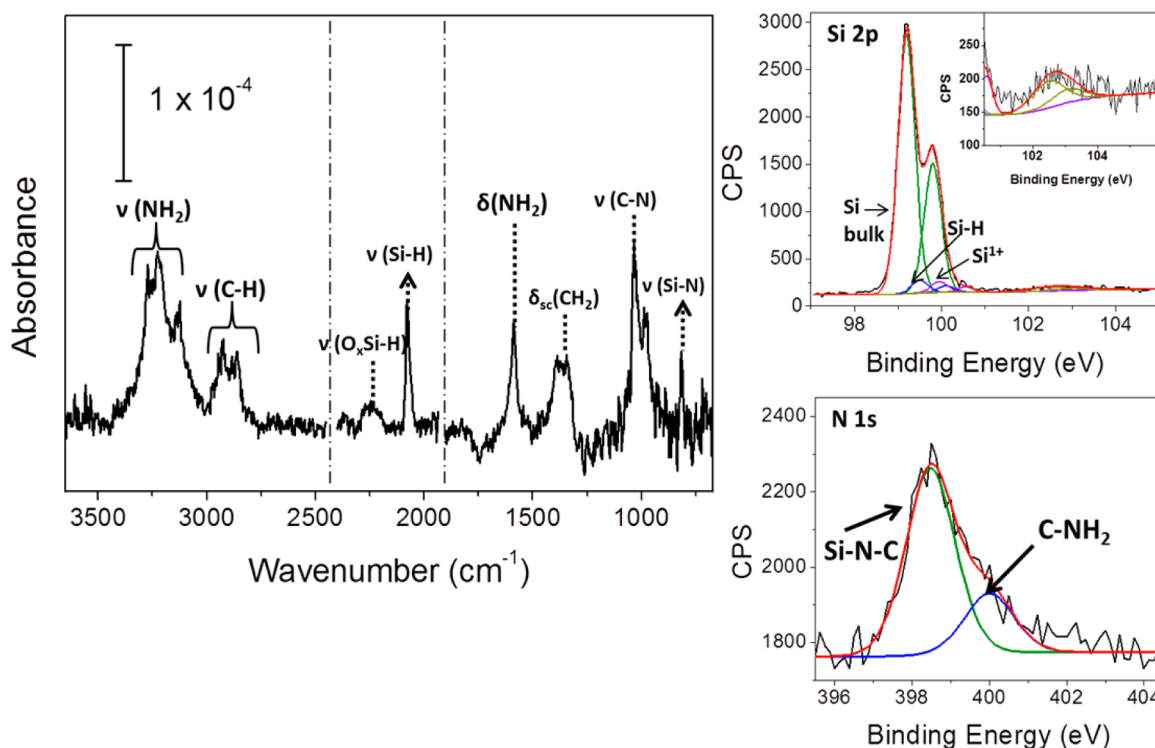 1 x 10⁻⁴
ν (NH₂)
ν (C-H)
ν (OₓSi-H)
ν (Si-H)
δ(NH₂)
δsc(CH₂)
ν (C-N)
ν (Si-N)
Absorbance
3500 3000 2500 2000 1500 1000
Wavenumber (cm⁻¹)
Si 2p
3000
2500
2000
1500
1000
500
0
CPS
Si
bulk
Si-H
Si¹⁺
98 100 102 104
Binding Energy (eV)
250
200
150
100
CPS
102 104
Binding Energy (eV)
N 1s
2400
2200
2000
1800
CPS
Si-N-C
C-NH₂
396 398 400 402 404
Binding Energy (eV)